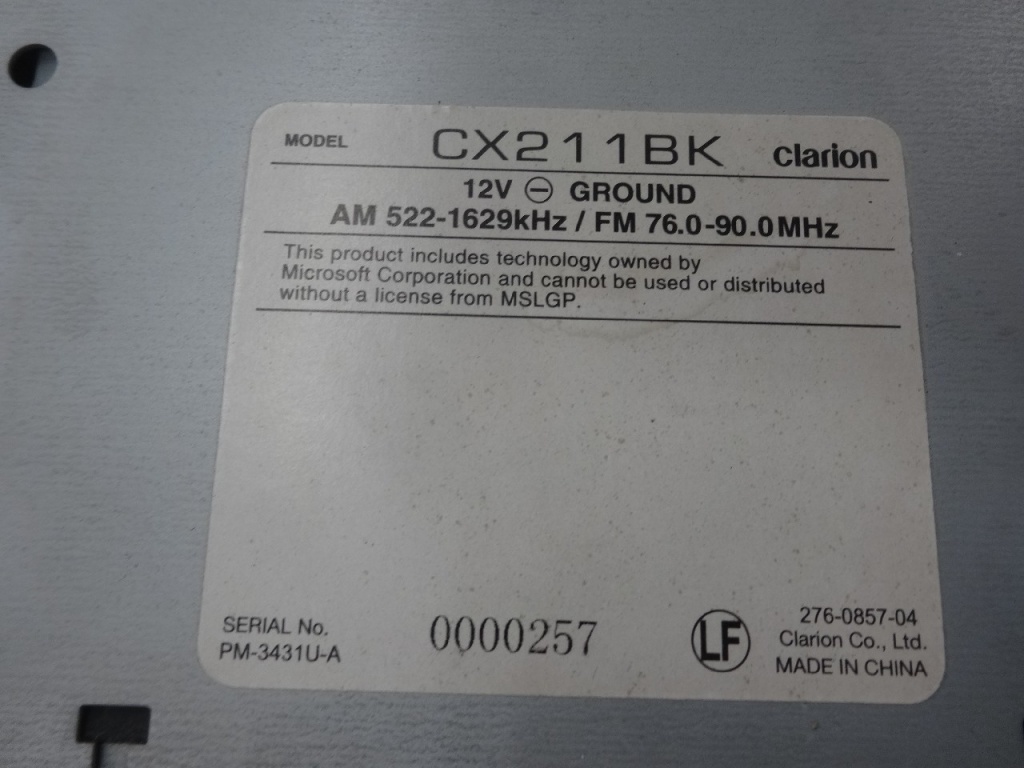 MODEL CX211BK clarion
12V ⊖ GROUND
AM 522-1629kHz / FM 76.0-90.0MHz
This product includes technology owned by
Microsoft Corporation and cannot be used or distributed
without a license from MSLGP.
SERIAL No.
PM-3431U-A
0000257
LF
276-0857-04
Clarion Co., Ltd.
MADE IN CHINA